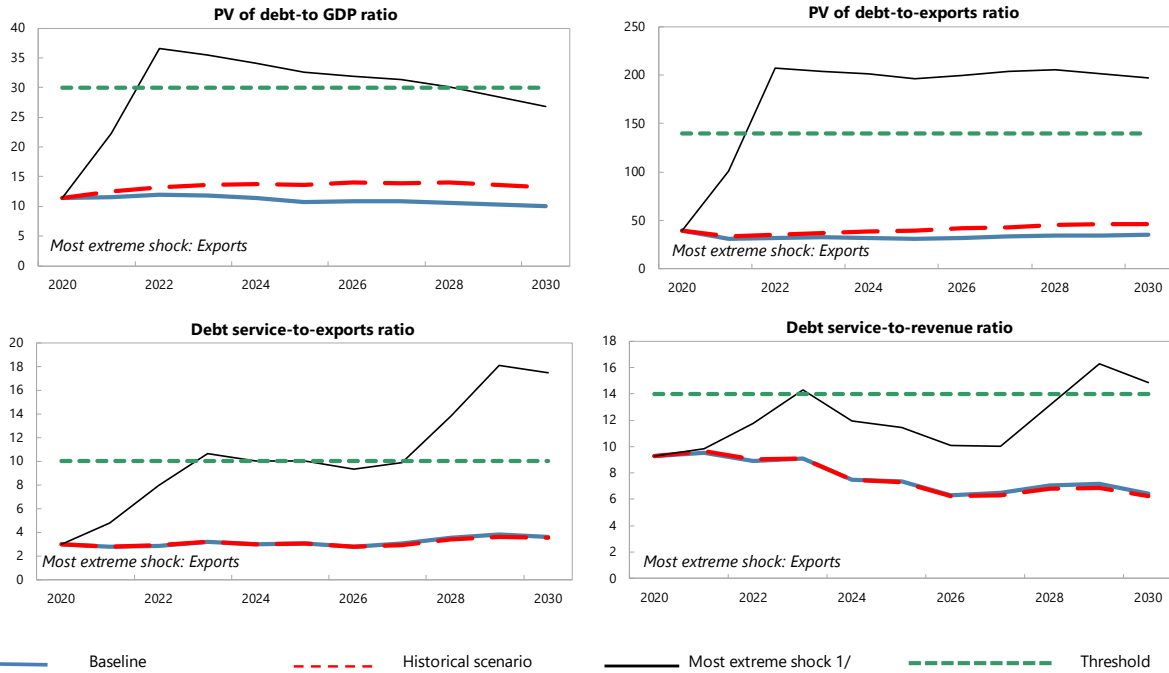 PV of debt-to GDP ratio
40
35
30
25
20
15
10
5
0
Most extreme shock: Exports
2020 2022 2024 2026 2028 2030
PV of debt-to-exports ratio
250
200
150
100
50
0
Most extreme shock: Exports
2020 2022 2024 2026 2028 2030
Debt service-to-exports ratio
20
18
16
14
12
10
8
6
4
2
0
Most extreme shock: Exports
2020 2022 2024 2026 2028 2030
Debt service-to-revenue ratio
18
16
14
12
10
8
6
4
2
0
Most extreme shock: Exports
2020 2022 2024 2026 2028 2030
Baseline Historical scenario Most extreme shock 1/ Threshold